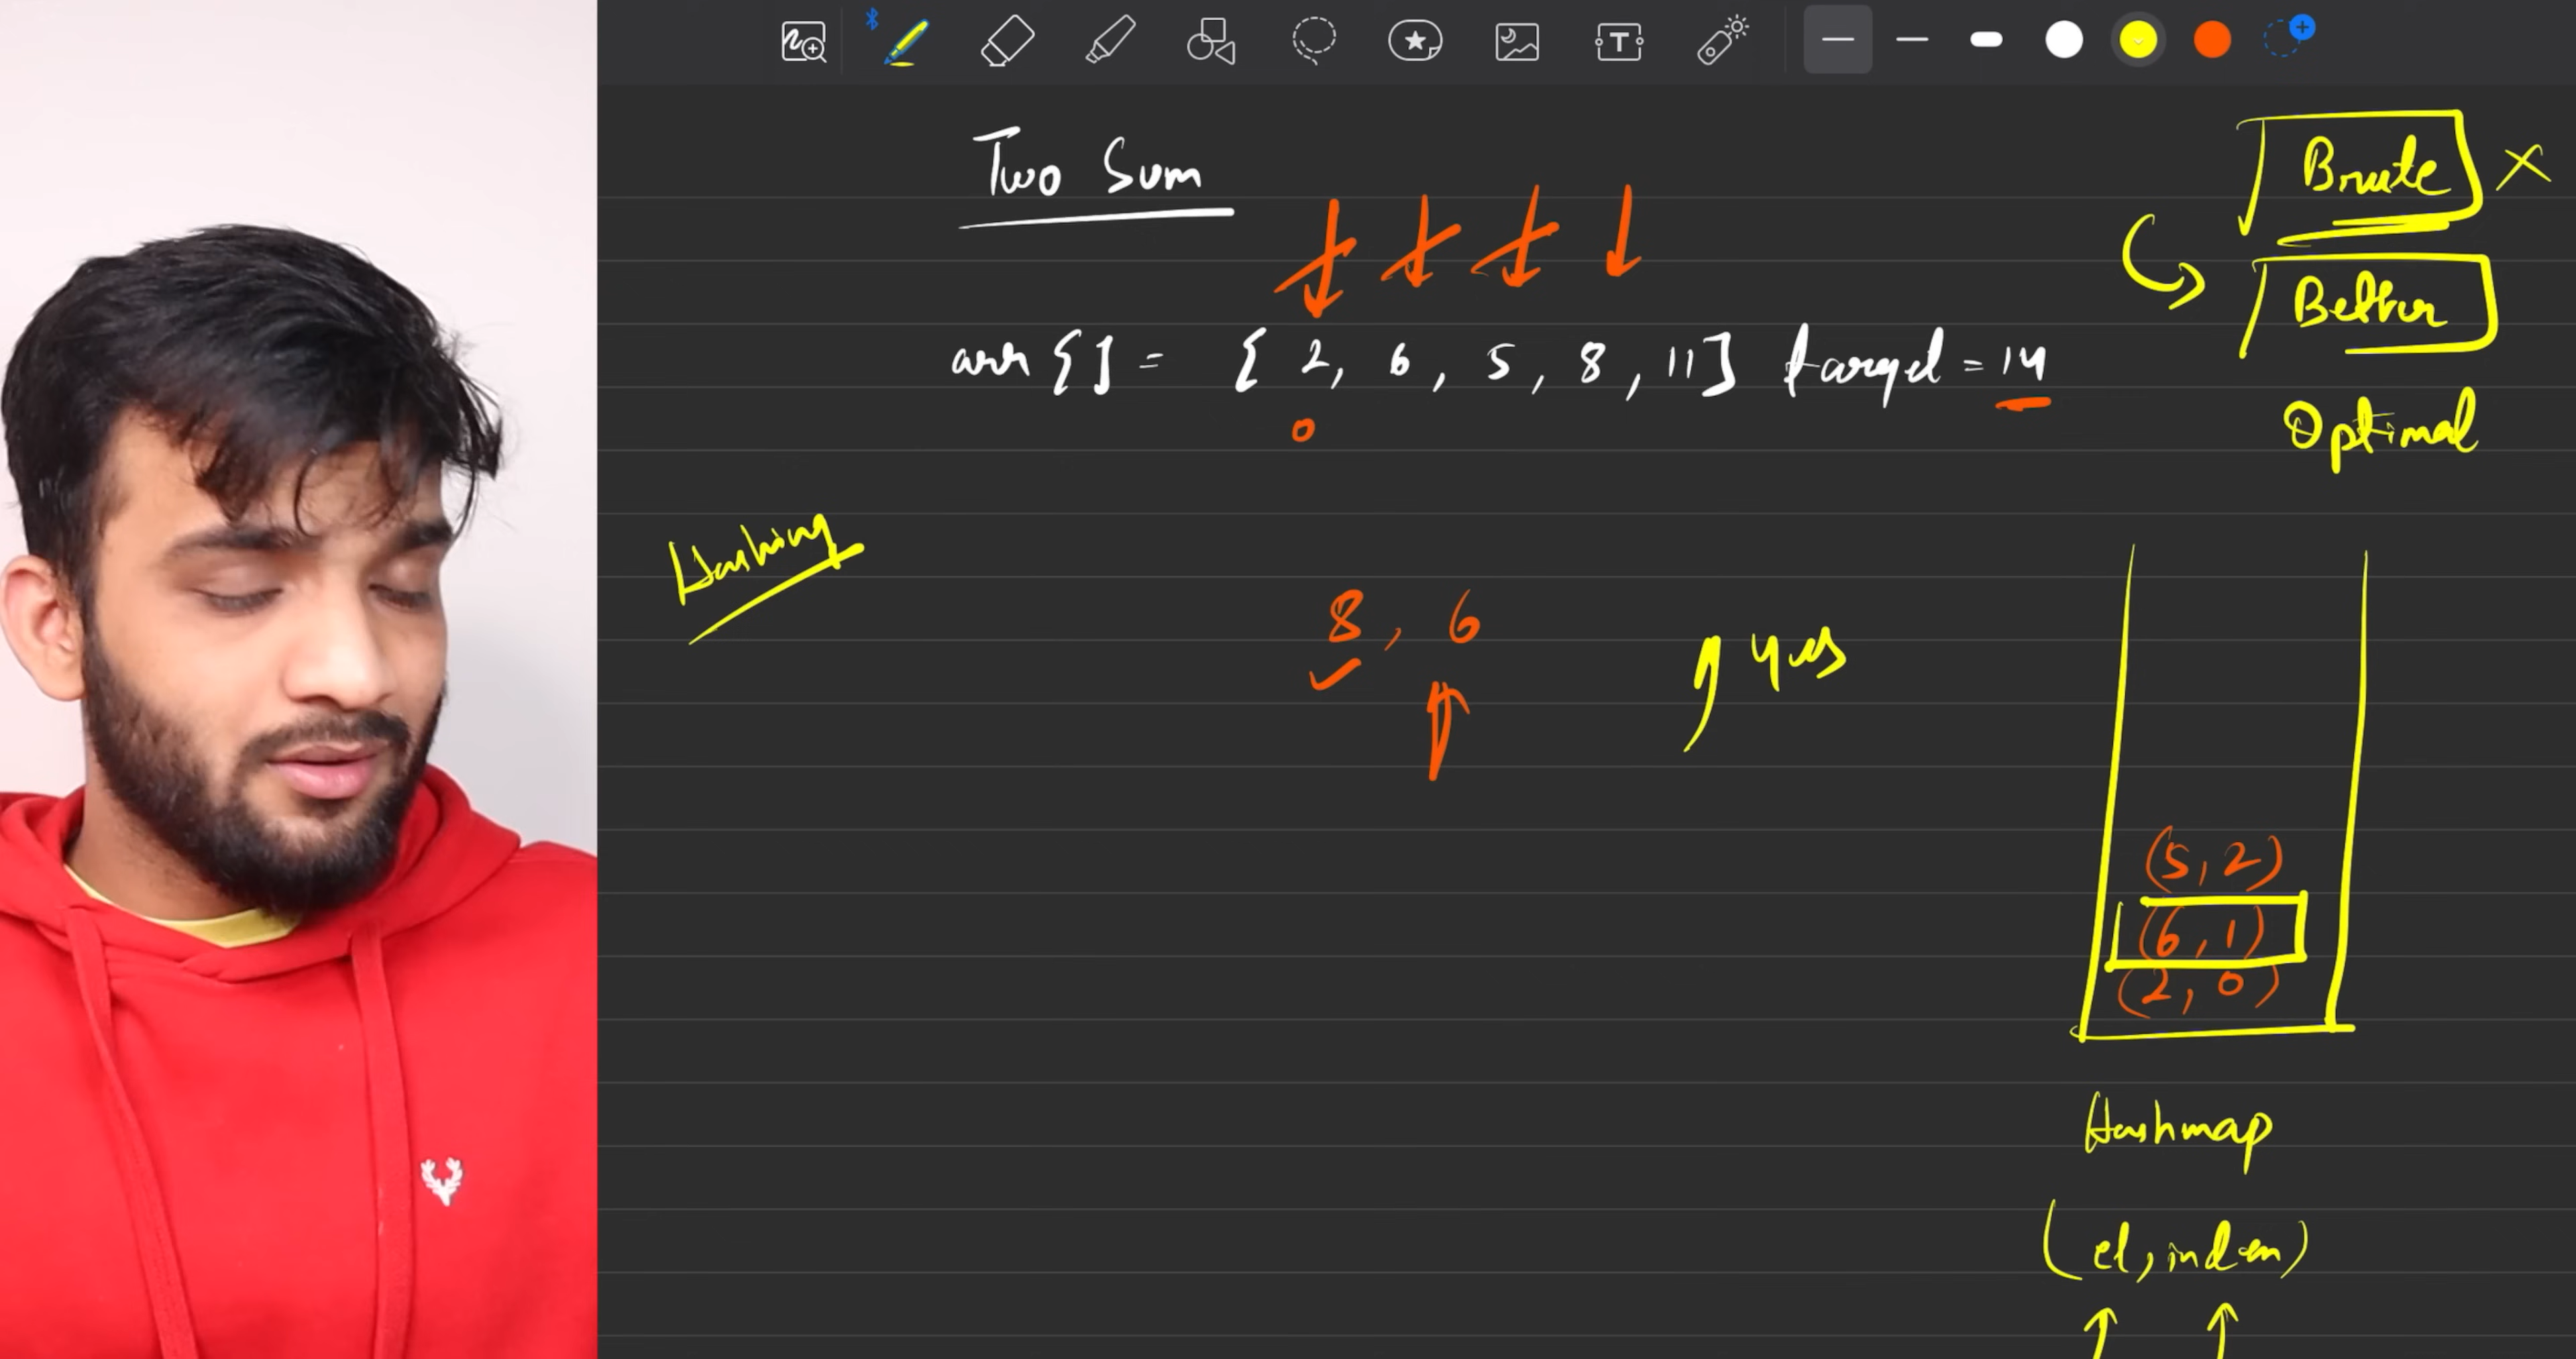 Two Sum
Brute
Better
Optimal
arr [] = { 2, 6, 5, 8, 11} target = 14
0
Hashing
8, 6
yes
(5, 2)
(6, 1)
(2, 0)
Hashmap
(el, index)